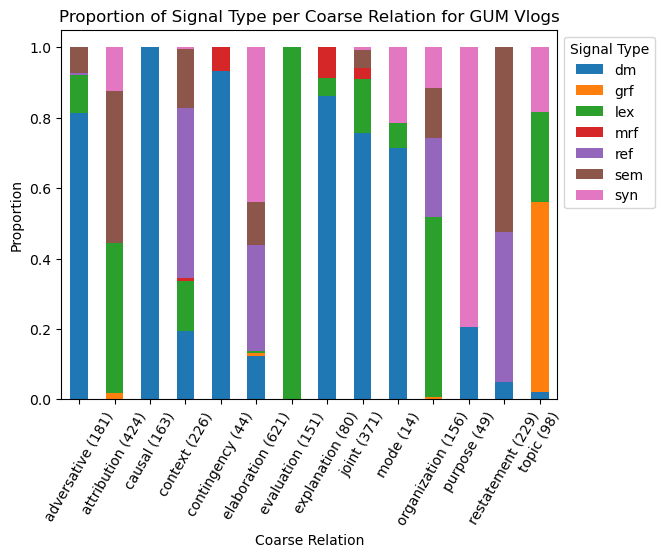 Proportion of Signal Type per Coarse Relation for GUM Vlogs
1.0
0.8
0.6
0.4
0.2
0.0
Proportion
Signal Type
dm
grf
lex
mrf
ref
sem
syn
adversative (181)
attribution (424)
causal (163)
context (226)
contingency (44)
elaboration (621)
evaluation (151)
explanation (80)
joint (371)
mode (14)
organization (156)
purpose (49)
restatement (229)
topic (98)
Coarse Relation